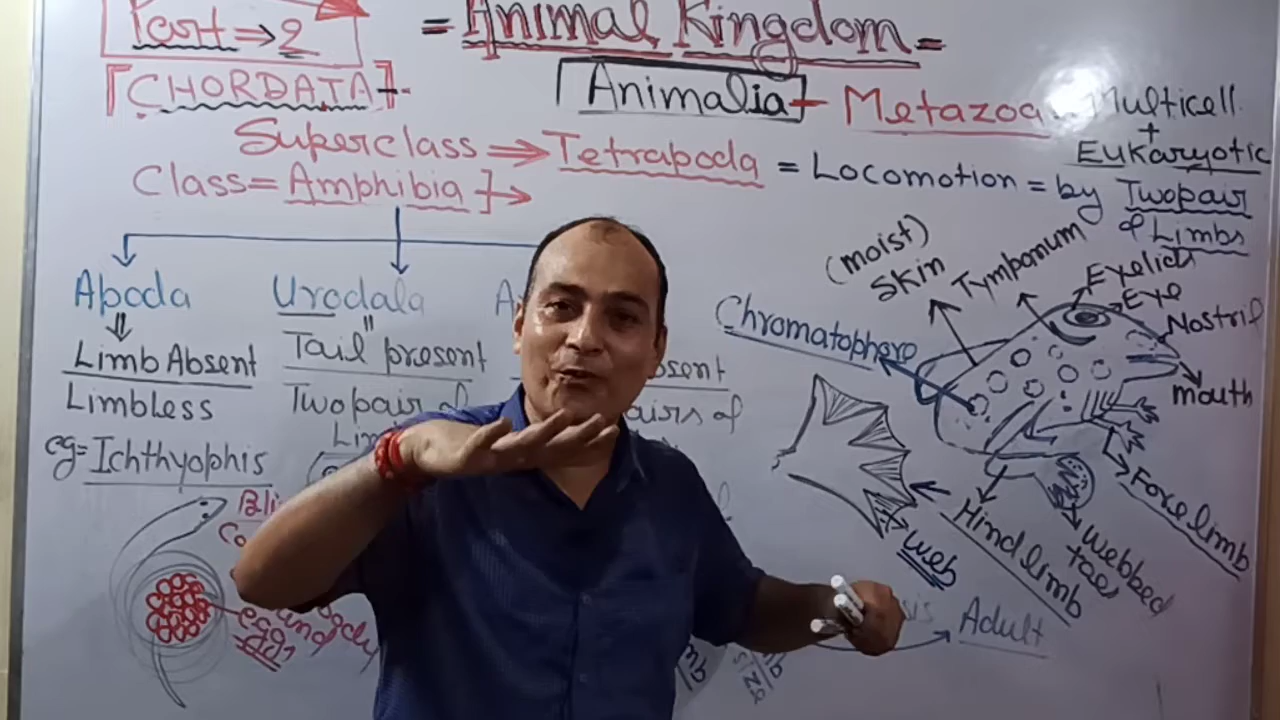 Part ⇒ 2
= Animal Kingdom =
[CHORDATA]-.
Animalia - Metazoa
Multicell.
+
Eukaryotic
Superclass ⇒ Tetrapoda = Locomotion = by Two pair
of Limbs
Class = Amphibia ]→
Apoda
Limb Absent
Limbless
eg = Ichthyophis
egg
Urodala
Tail" present
Two pair of
(moist)
Skin
Tympanum
Eyelid
Eye
Nostril
mouth
Chromatophore
Forelimb
Hind limb
Webbed
toes
web
Adult